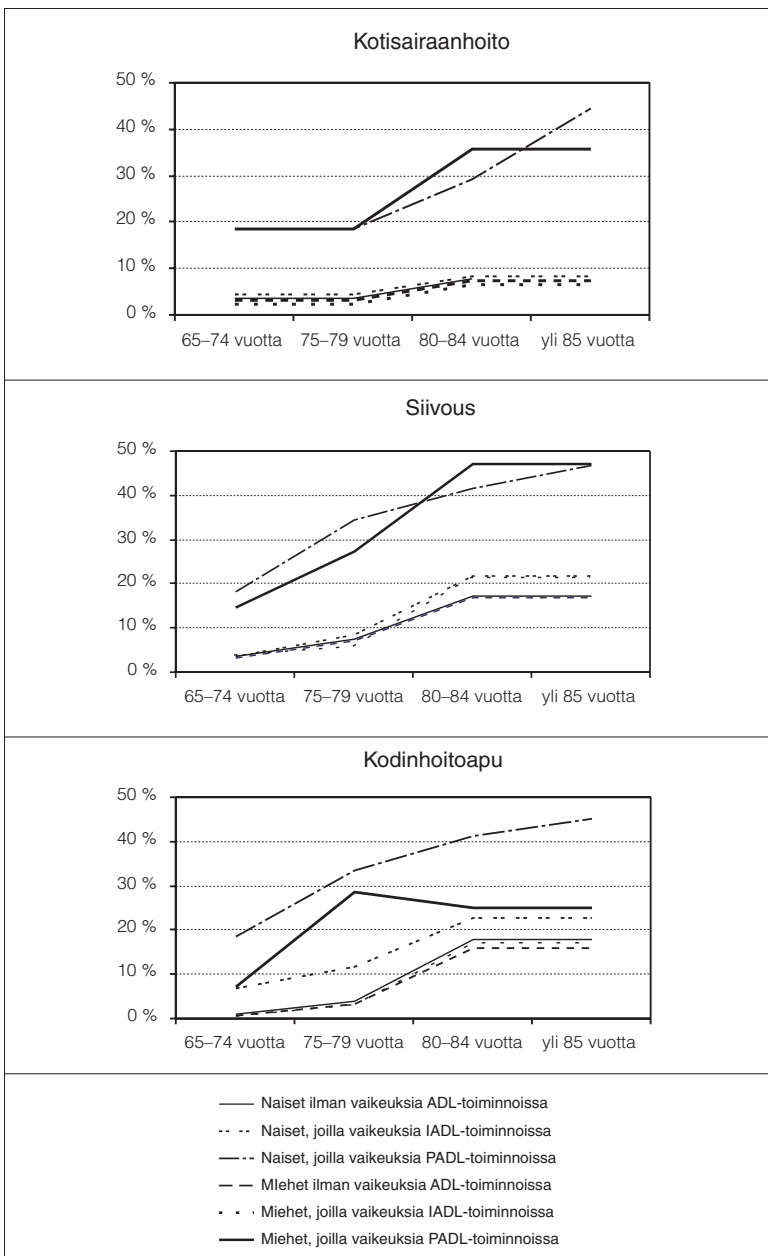 Kotisairaanhoito
50 %
40 %
30 %
20 %
10 %
0 %
65–74 vuotta 75–79 vuotta 80–84 vuotta yli 85 vuotta
Siivous
50 %
40 %
30 %
20 %
10 %
0 %
65–74 vuotta 75–79 vuotta 80–84 vuotta yli 85 vuotta
Kodinhoitoapu
50 %
40 %
30 %
20 %
10 %
0 %
65–74 vuotta 75–79 vuotta 80–84 vuotta yli 85 vuotta
Naiset ilman vaikeuksia ADL-toiminnoissa
Naiset, joilla vaikeuksia IADL-toiminnoissa
Naiset, joilla vaikeuksia PADL-toiminnoissa
MIehet ilman vaikeuksia ADL-toiminnoissa
Miehet, joilla vaikeuksia IADL-toiminnoissa
Miehet, joilla vaikeuksia PADL-toiminnoissa